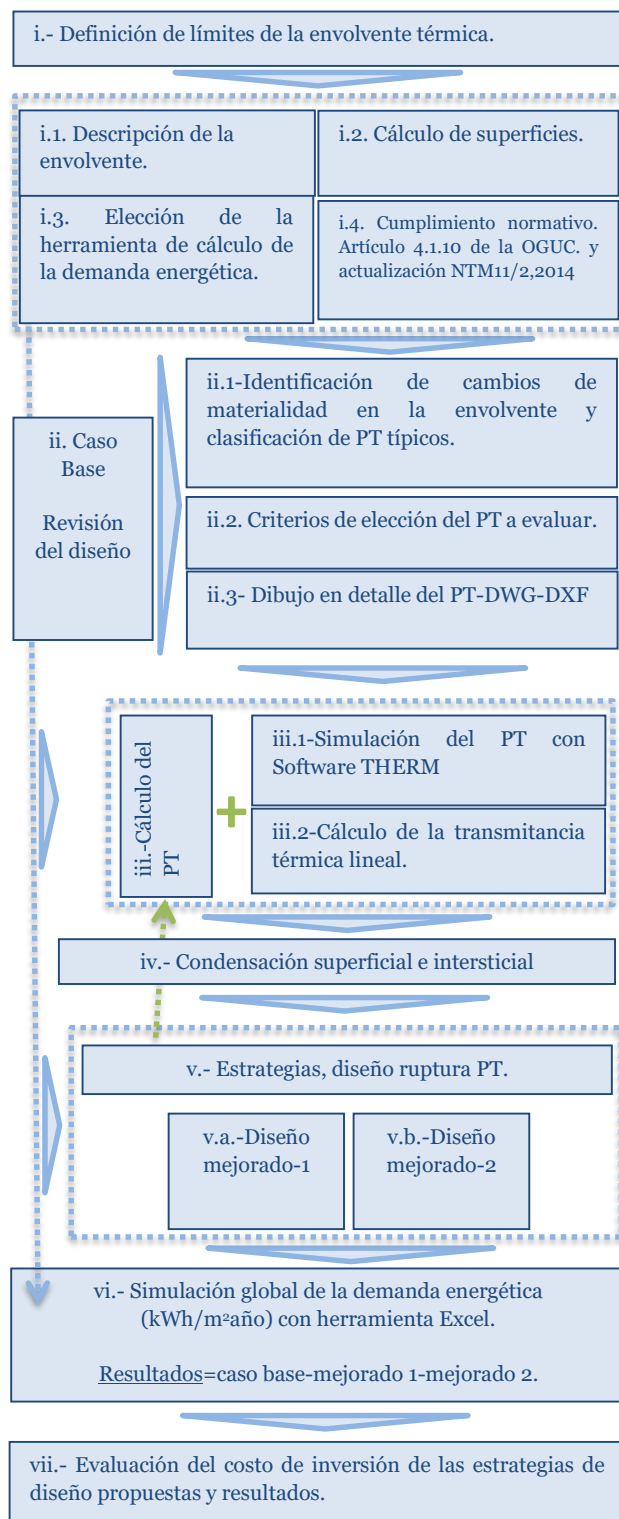 i.- Definición de límites de la envolvente térmica.
i.1. Descripción de la
envolvente.
i.2. Cálculo de superficies.
i.3. Elección de la
herramienta de cálculo de
la demanda energética.
i.4. Cumplimiento normativo.
Artículo 4.1.10 de la OGUC. y
actualización NTM11/2,2014
ii. Caso
Base
Revisión
del diseño
ii.1-Identificación de cambios de
materialidad en la envolvente y
clasificación de PT típicos.
ii.2. Criterios de elección del PT a evaluar.
ii.3- Dibujo en detalle del PT-DWG-DXF
iii.-Cálculo del
PT
+
iii.1-Simulación del PT con
Software THERM
iii.2-Cálculo de la transmitancia
térmica lineal.
iv.- Condensación superficial e intersticial
v.- Estrategias, diseño ruptura PT.
v.a.-Diseño
mejorado-1
v.b.-Diseño
mejorado-2
vi.- Simulación global de la demanda energética
(kWh/m²año) con herramienta Excel.
Resultados=caso base-mejorado 1-mejorado 2.
vii.- Evaluación del costo de inversión de las estrategias de
diseño propuestas y resultados.